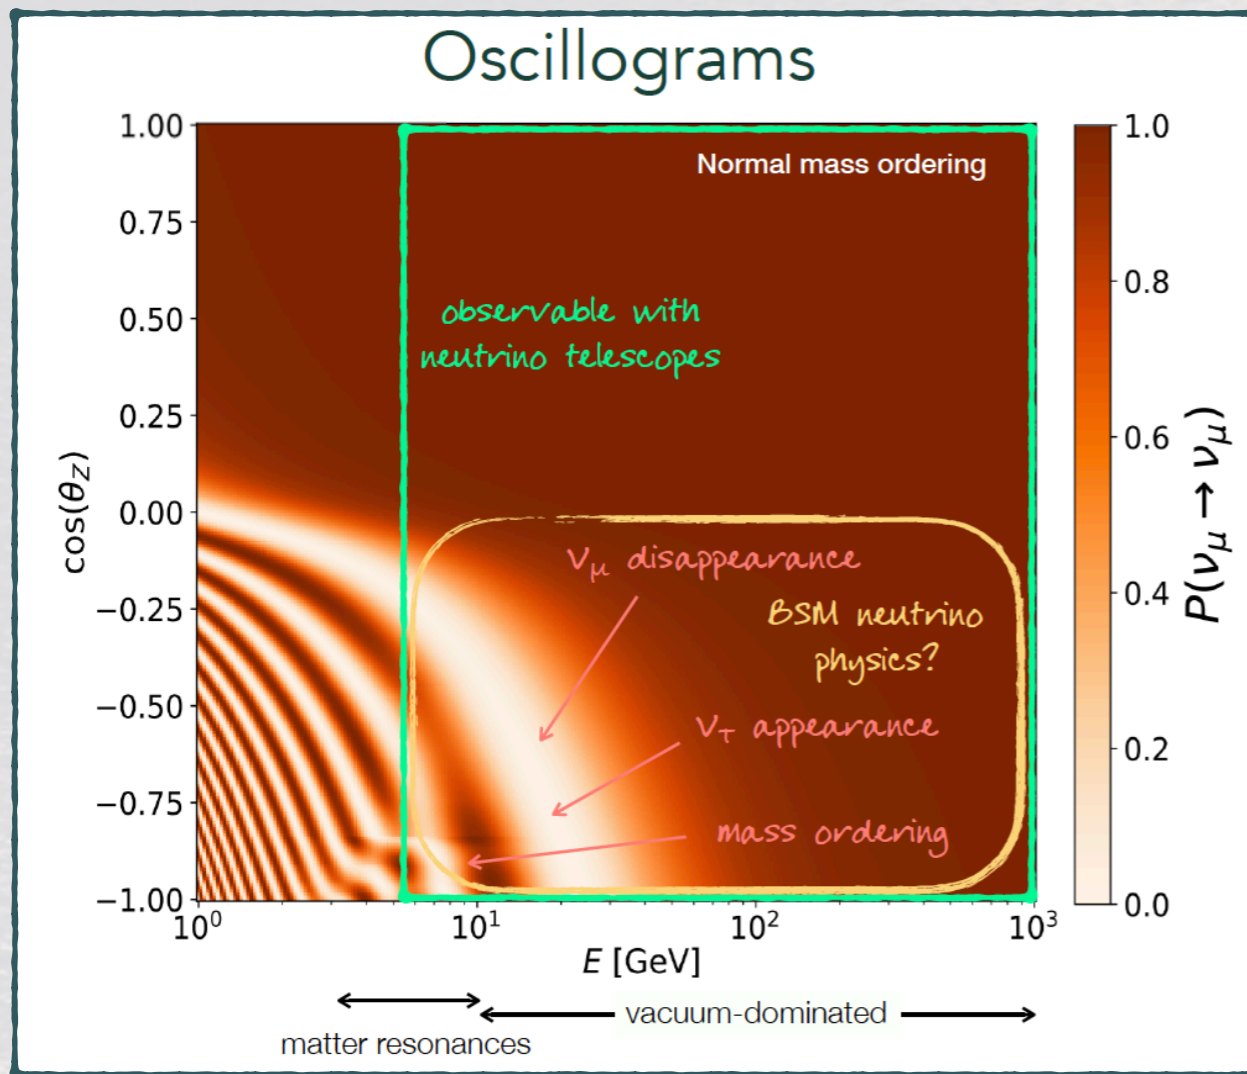 Oscillograms
1.00
0.75
0.50
0.25
0.00
−0.25
−0.50
−0.75
−1.00
cos(θZ)
Normal mass ordering
observable with
neutrino telescopes
νμ disappearance
BSM neutrino
physics?
ντ appearance
mass ordering
10⁰
10¹
10²
10³
E [GeV]
1.0
0.8
0.6
0.4
0.2
0.0
P(νμ → νμ)
vacuum-dominated
matter resonances